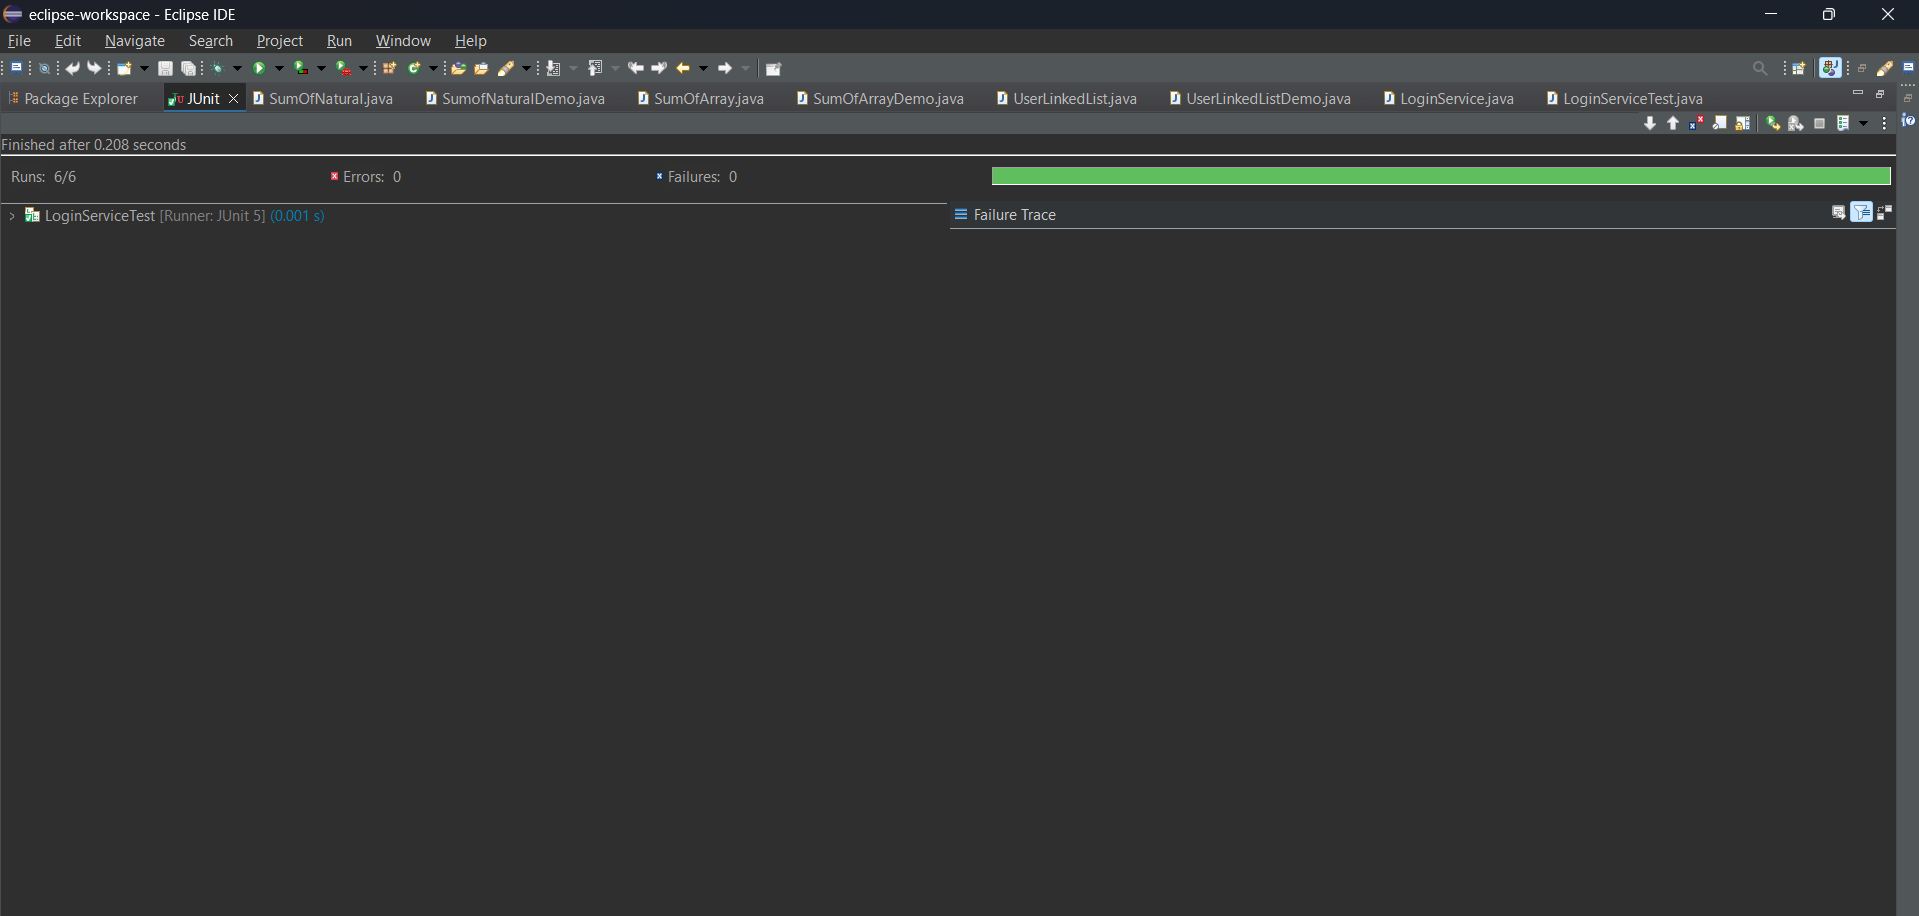 eclipse-workspace - Eclipse IDE
File Edit Navigate Search Project Run Window Help
Package Explorer JUnit SumOfNatural.java SumofNaturalDemo.java SumOfArray.java SumOfArrayDemo.java UserLinkedList.java UserLinkedListDemo.java LoginService.java LoginServiceTest.java
Finished after 0.208 seconds
Runs: 6/6 Errors: 0 Failures: 0
LoginServiceTest [Runner: JUnit 5] (0.001 s)
Failure Trace